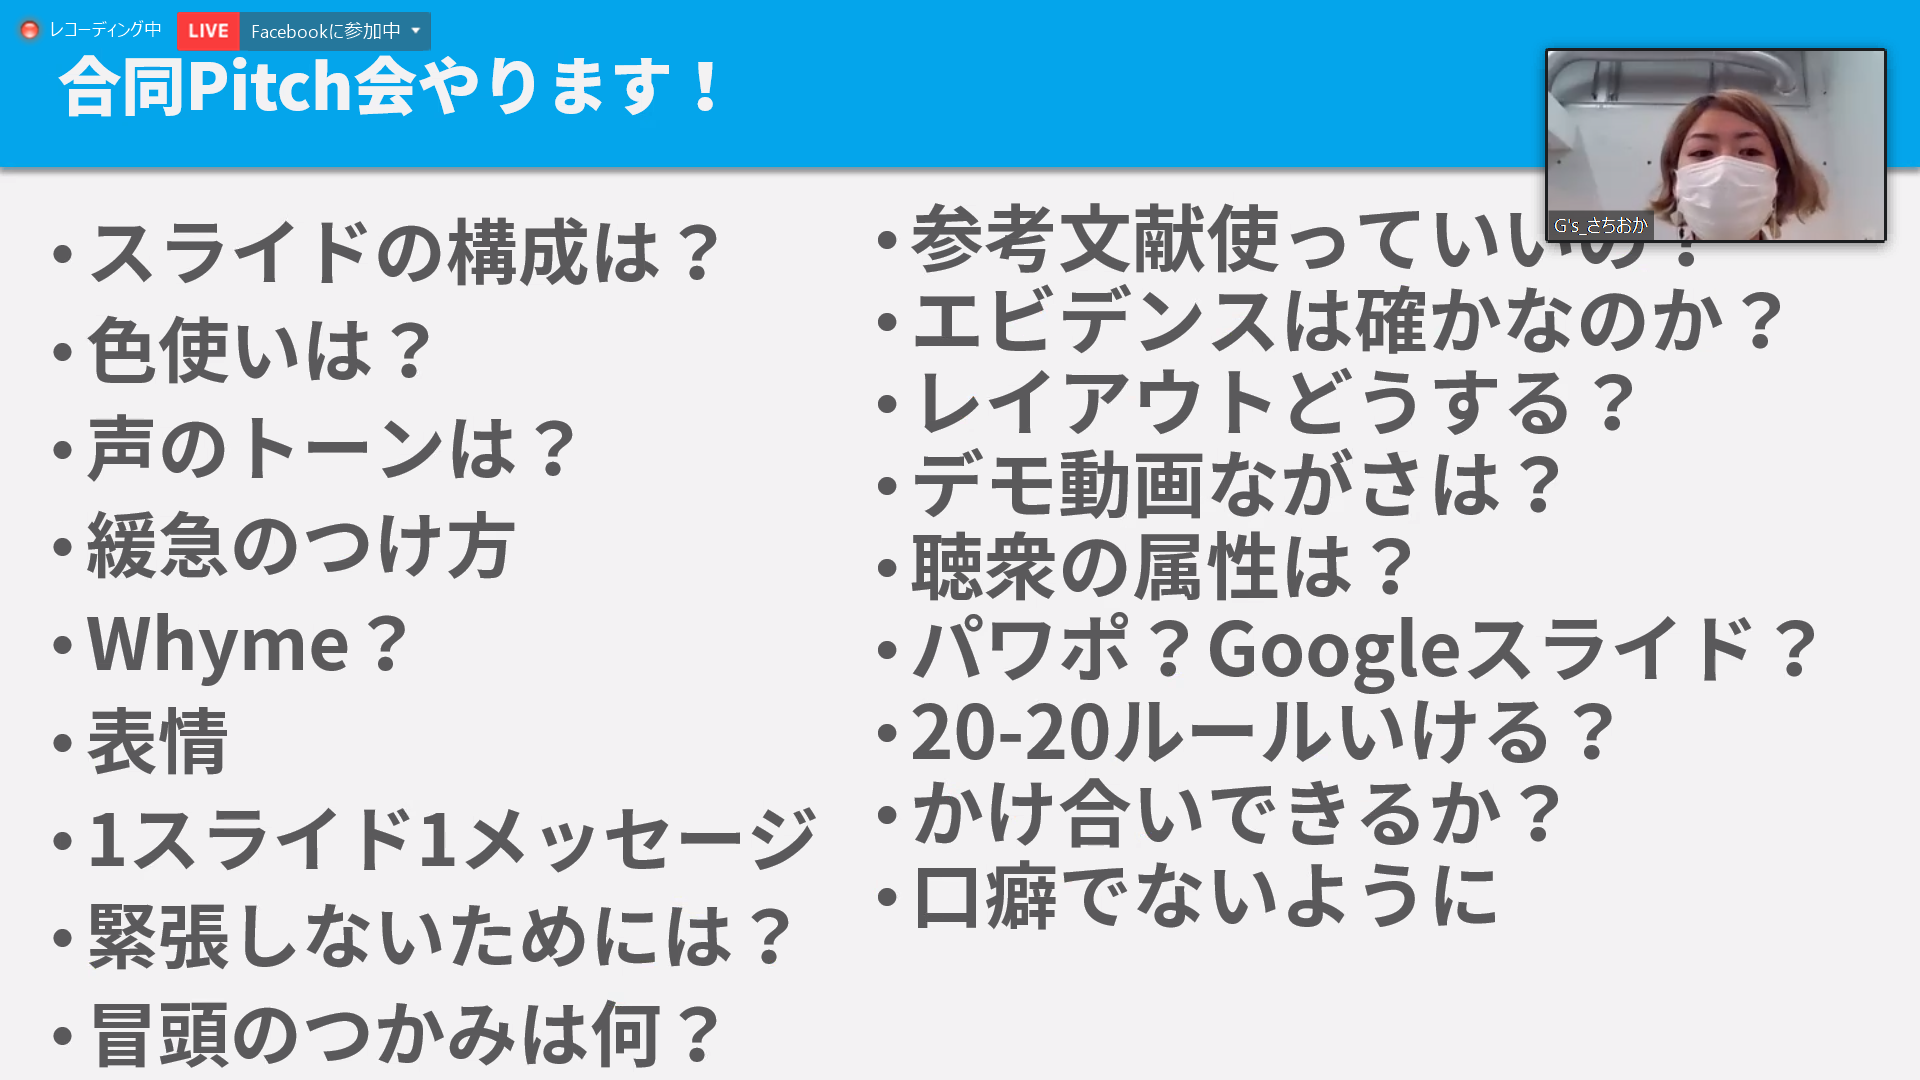 レコーディング中
LIVE Facebookに参加中
合同Pitch会やります！
G's_さちおか
・スライドの構成は？
・色使いは？
・声のトーンは？
・緩急のつけ方
・Whyme？
・表情
・1スライド1メッセージ
・緊張しないためには？
・冒頭のつかみは何？
・参考文献使っていいの？
・エビデンスは確かなのか？
・レイアウトどうする？
・デモ動画ながさは？
・聴衆の属性は？
・パワポ？Googleスライド？
・20-20ルールいける？
・かけ合いできるか？
・口癖でないように